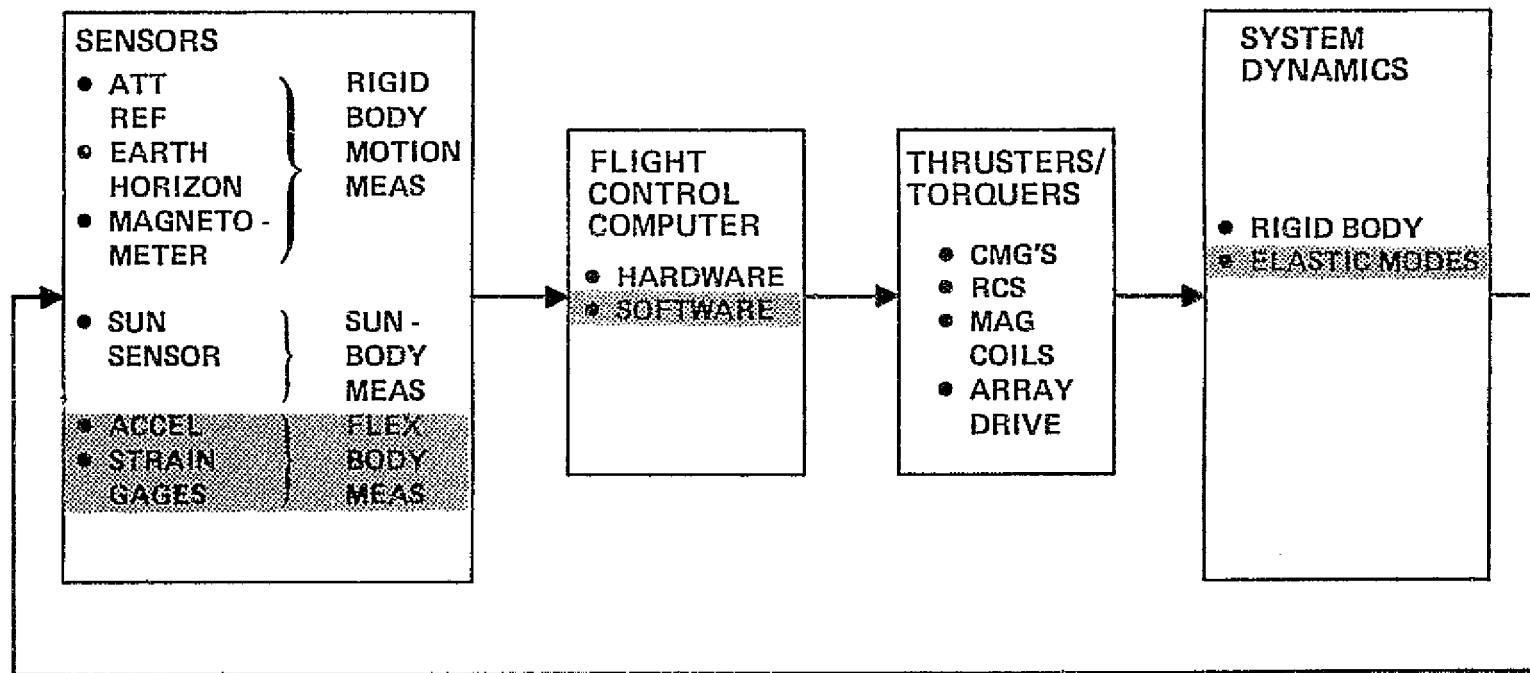 SENSORS
• ATT
REF
• EARTH
HORIZON
• MAGNETO -
METER
RIGID
BODY
MOTION
MEAS
• SUN
SENSOR
SUN -
BODY
MEAS
• ACCEL
• STRAIN
GAGES
FLEX
BODY
MEAS
FLIGHT
CONTROL
COMPUTER
• HARDWARE
• SOFTWARE
THRUSTERS/
TORQUERS
• CMG'S
• RCS
• MAG
COILS
• ARRAY
DRIVE
SYSTEM
DYNAMICS
• RIGID BODY
• ELASTIC MODES